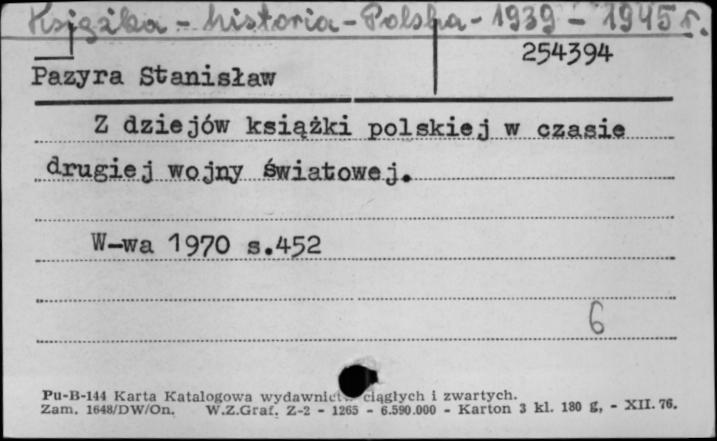 Książka - historia - Polska - 1939 - 1945 r.
254394
Pazyra Stanisław
Z dziejów książki polskiej w czasie
drugiej wojny światowej.
W-wa 1970 s.452
6
Pu-B-144 Karta Katalogowa wydawnictw ciągłych i zwartych.
Zam. 1648/DW/On. W.Z.Graf. Z-2 - 1265 - 6.590.000 - Karton 3 kl. 180 g, - XII. 76.